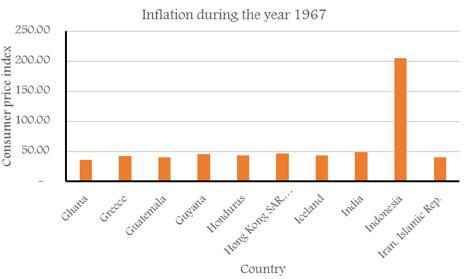 Inflation during the year 1967
Consumer price index
250.00
200.00
150.00
100.00
50.00
-
Ghana
Greece
Guatemala
Guyana
Honduras
Hong Kong SAR,…
Iceland
India
Indonesia
Iran, Islamic Rep.
Country